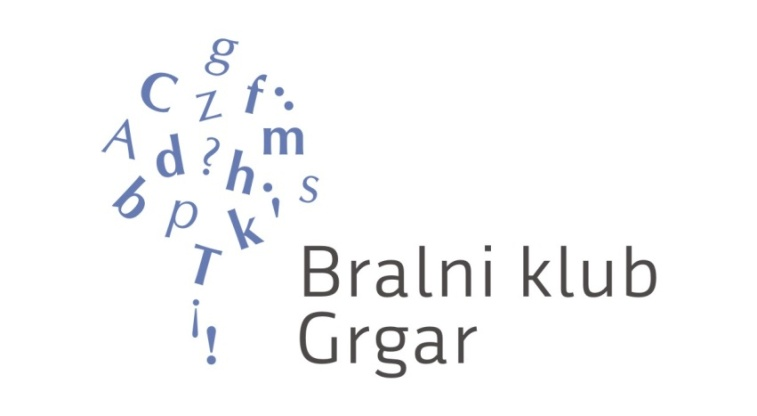 g
C z f :
A d ? h m
b p k ; s
T
¡ !
Bralni klub
Grgar